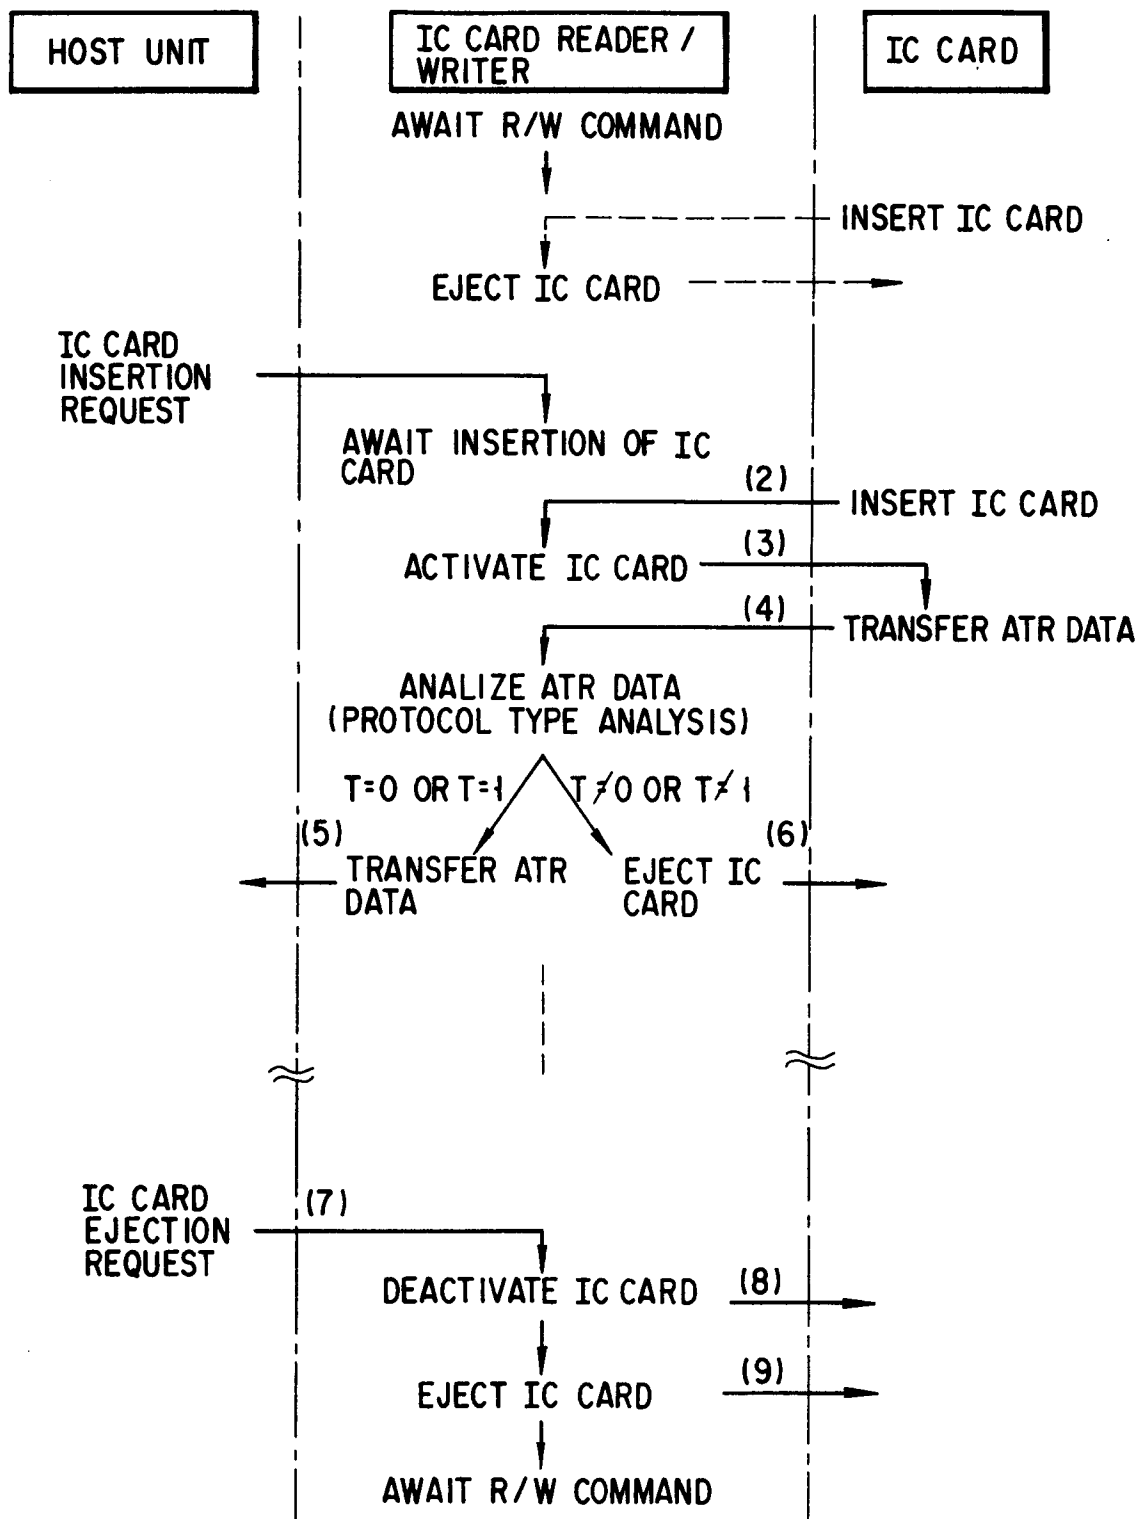 HOST UNIT
IC CARD READER /
WRITER
IC CARD
AWAIT R/W COMMAND
INSERT IC CARD
EJECT IC CARD
IC CARD
INSERTION
REQUEST
AWAIT INSERTION OF IC
CARD
(2)
INSERT IC CARD
ACTIVATE IC CARD
(3)
(4)
TRANSFER ATR DATA
ANALIZE ATR DATA
(PROTOCOL TYPE ANALYSIS)
T=0 OR T=1
T≠0 OR T≠1
(5)
(6)
TRANSFER ATR
DATA
EJECT IC
CARD
IC CARD
EJECTION
REQUEST
(7)
DEACTIVATE IC CARD
(8)
EJECT IC CARD
(9)
AWAIT R/W COMMAND